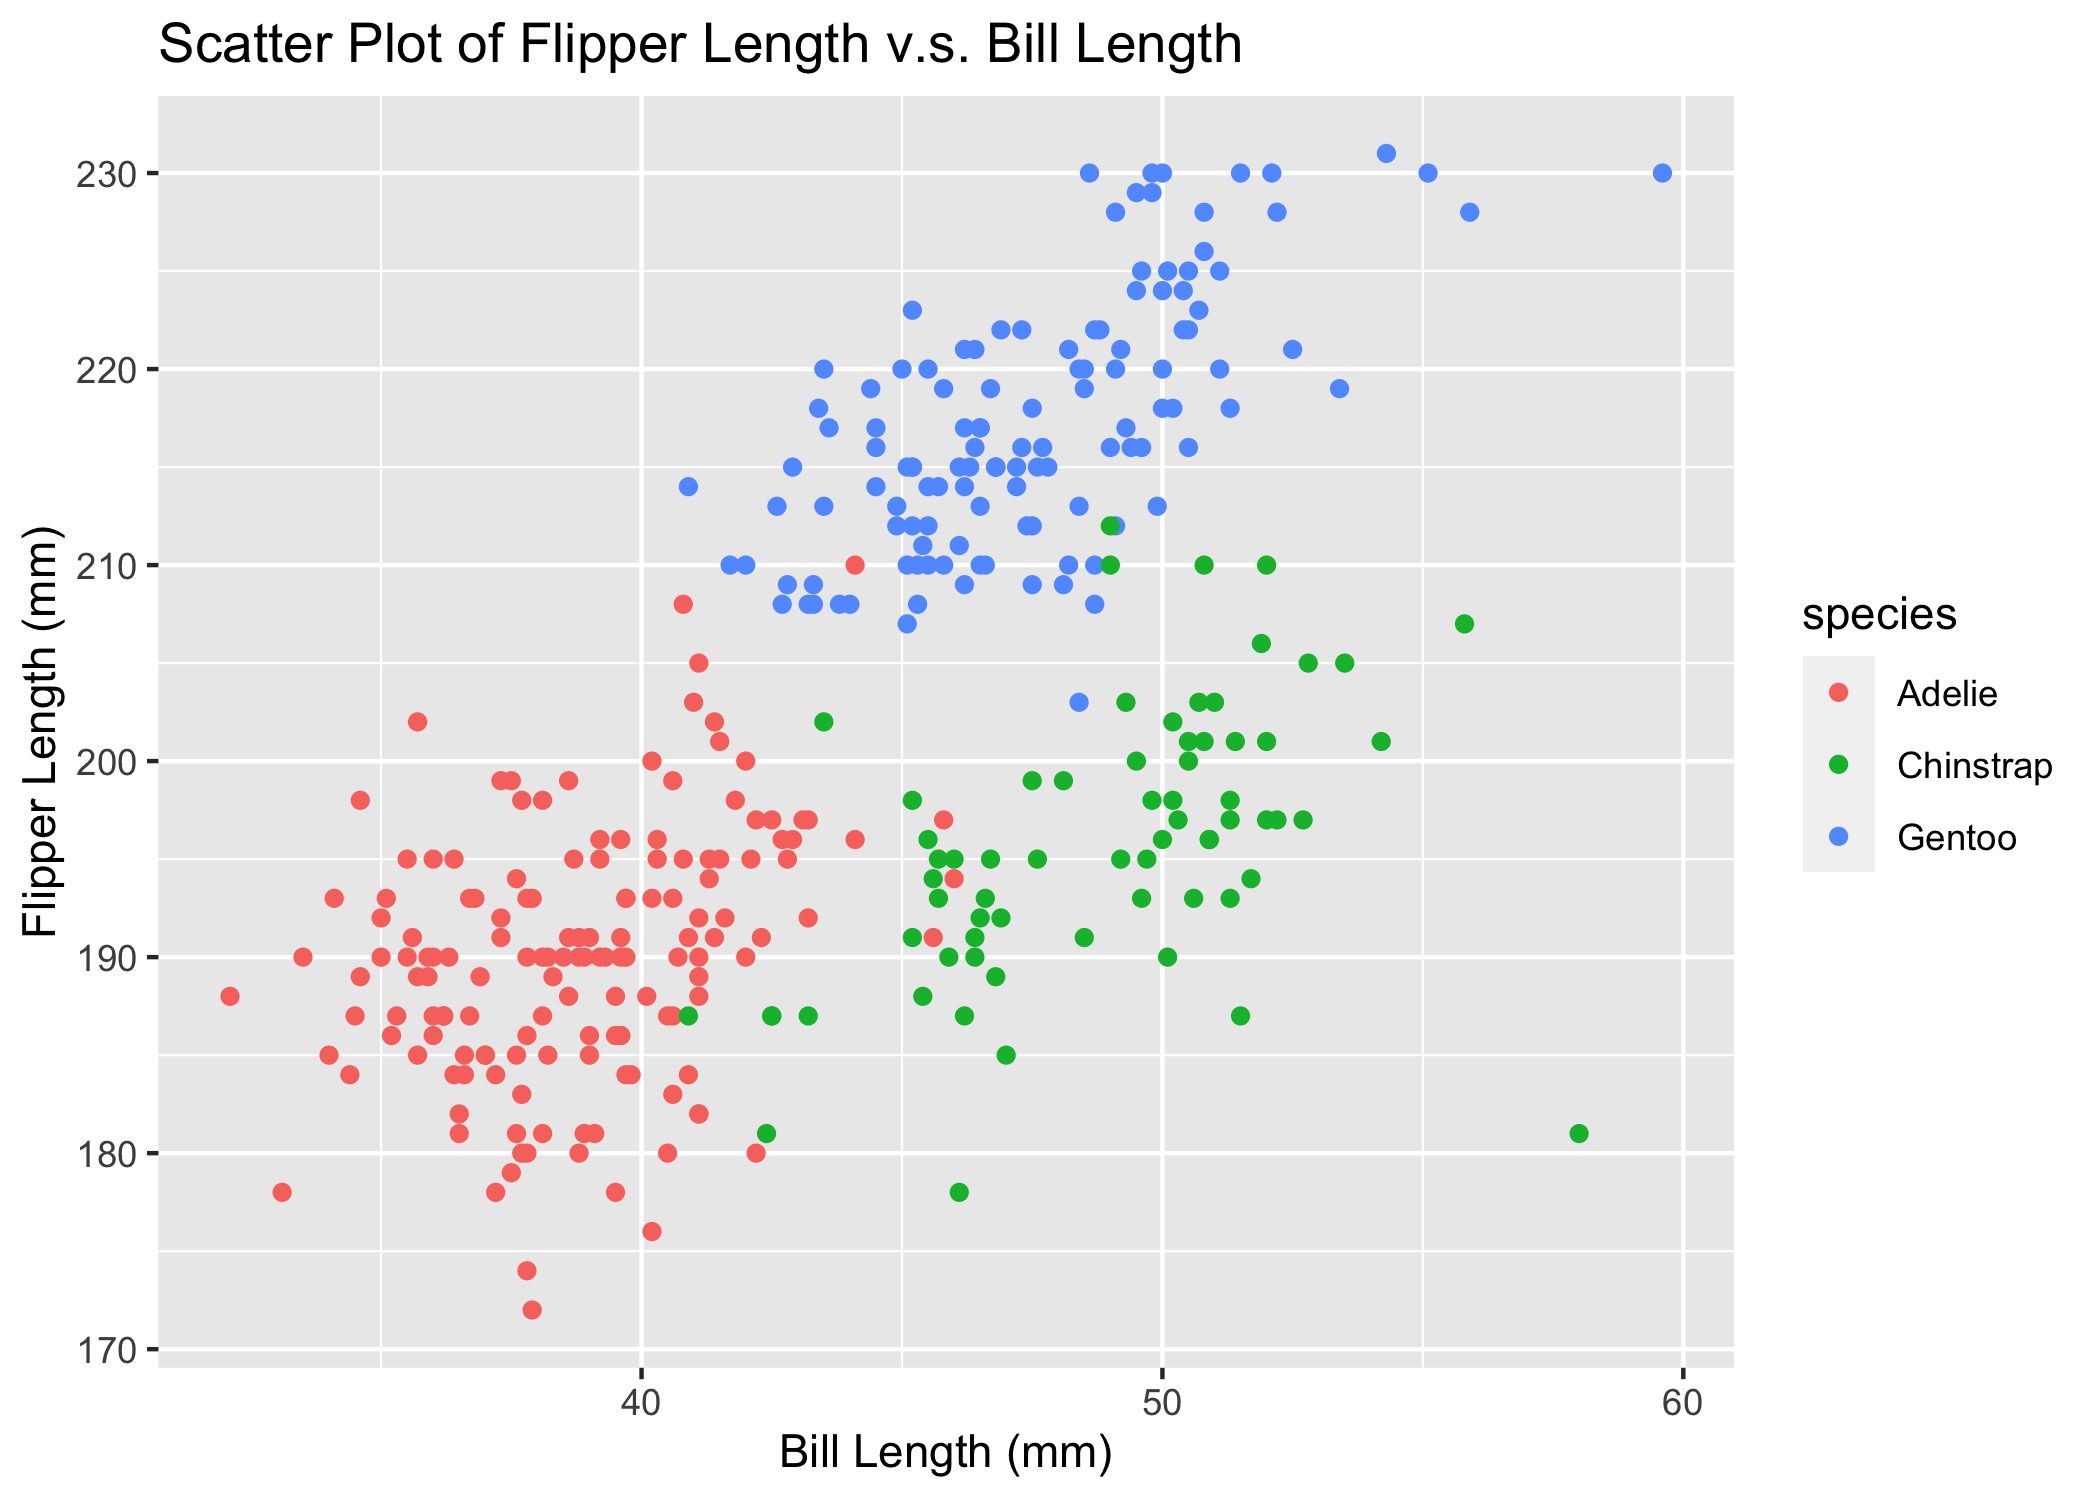 Scatter Plot of Flipper Length v.s. Bill Length
Flipper Length (mm)
230
220
210
200
190
180
170
40 50 60
Bill Length (mm)
species
Adelie
Chinstrap
Gentoo